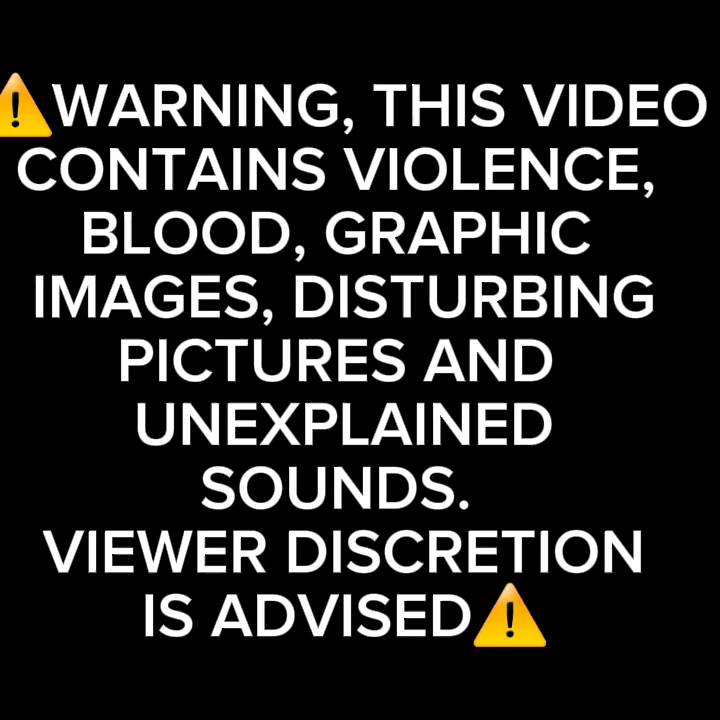 ⚠️WARNING, THIS VIDEO
CONTAINS VIOLENCE,
BLOOD, GRAPHIC
IMAGES, DISTURBING
PICTURES AND
UNEXPLAINED
SOUNDS.
VIEWER DISCRETION
IS ADVISED⚠️